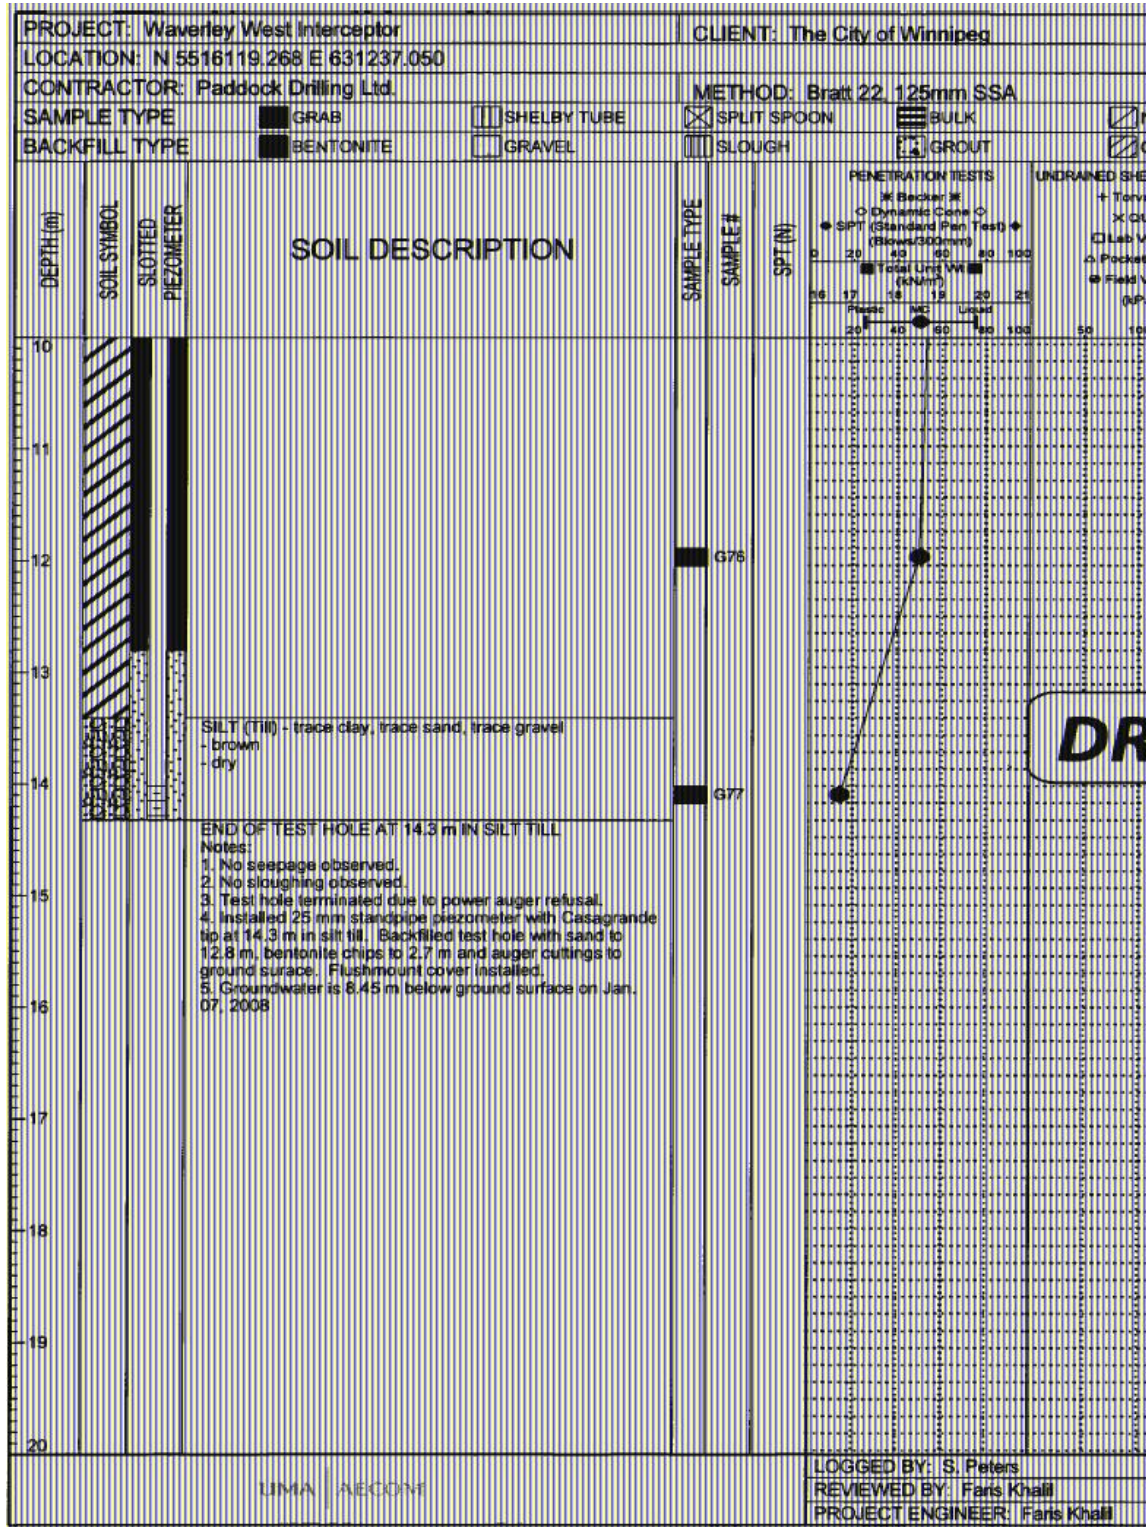 PROJECT: Waverley West Interceptor
CLIENT: The City of Winnipeg
LOCATION: N 5516119.268 E 631237.050
CONTRACTOR: Paddock Drilling Ltd.
METHOD: Bratt 22, 125mm SSA
SAMPLE TYPE GRAB SHELBY TUBE SPLIT SPOON BULK
BACKFILL TYPE BENTONITE GRAVEL SLOUGH GROUT
DEPTH (m)
SOIL SYMBOL
SLOTTED
PIEZOMETER
SOIL DESCRIPTION
SAMPLE TYPE
SAMPLE #
SPT (N)
PENETRATION TESTS
✳ Becker ✳
◇ Dynamic Cone ◇
◆ SPT (Standard Pen Test) ◆
(Blows/300mm)
0 20 40 60 80 100
■ Total Unit Wt ■
(kN/m³)
16 17 18 19 20 21
Plastic MC Liquid
20 40 60 80 100
UNDRAINED SHE
+ Torv
× QU
□ Lab V
△ Pocket
Field V
(kP
50 100
10
11
12
G76
13
SILT (Till) - trace clay, trace sand, trace gravel
- brown
- dry
DR
14
G77
END OF TEST HOLE AT 14.3 m IN SILT TILL
Notes:
1. No seepage observed.
2. No sloughing observed.
3. Test hole terminated due to power auger refusal.
4. Installed 25 mm standpipe piezometer with Casagrande
tip at 14.3 m in silt till. Backfilled test hole with sand to
12.8 m, bentonite chips to 2.7 m and auger cuttings to
ground surace. Flushmount cover installed.
5. Groundwater is 8.45 m below ground surface on Jan.
07, 2008
15
16
17
18
19
20
UMA | AECOM
LOGGED BY: S. Peters
REVIEWED BY: Faris Khalil
PROJECT ENGINEER: Faris Khalil